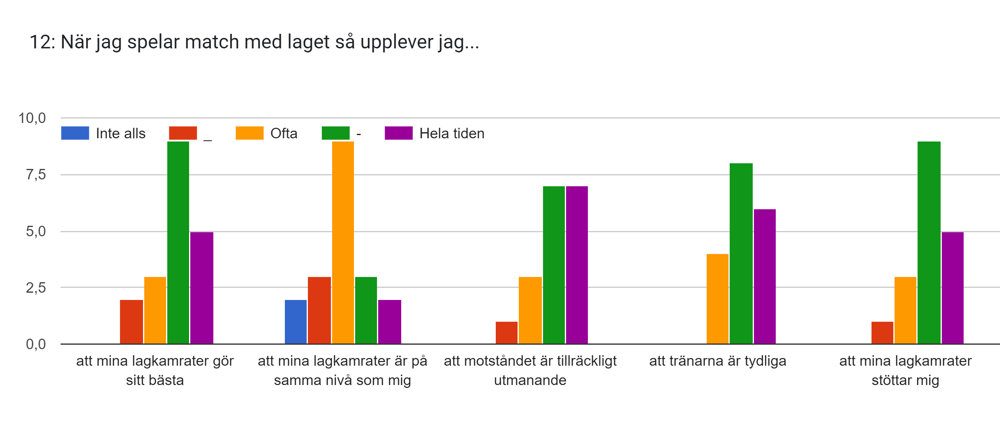 12: När jag spelar match med laget så upplever jag...
10,0
Inte alls _ Ofta - Hela tiden
7,5
5,0
2,5
0,0
att mina lagkamrater gör
sitt bästa
att mina lagkamrater är på
samma nivå som mig
att motståndet är tillräckligt
utmanande
att tränarna är tydliga
att mina lagkamrater
stöttar mig